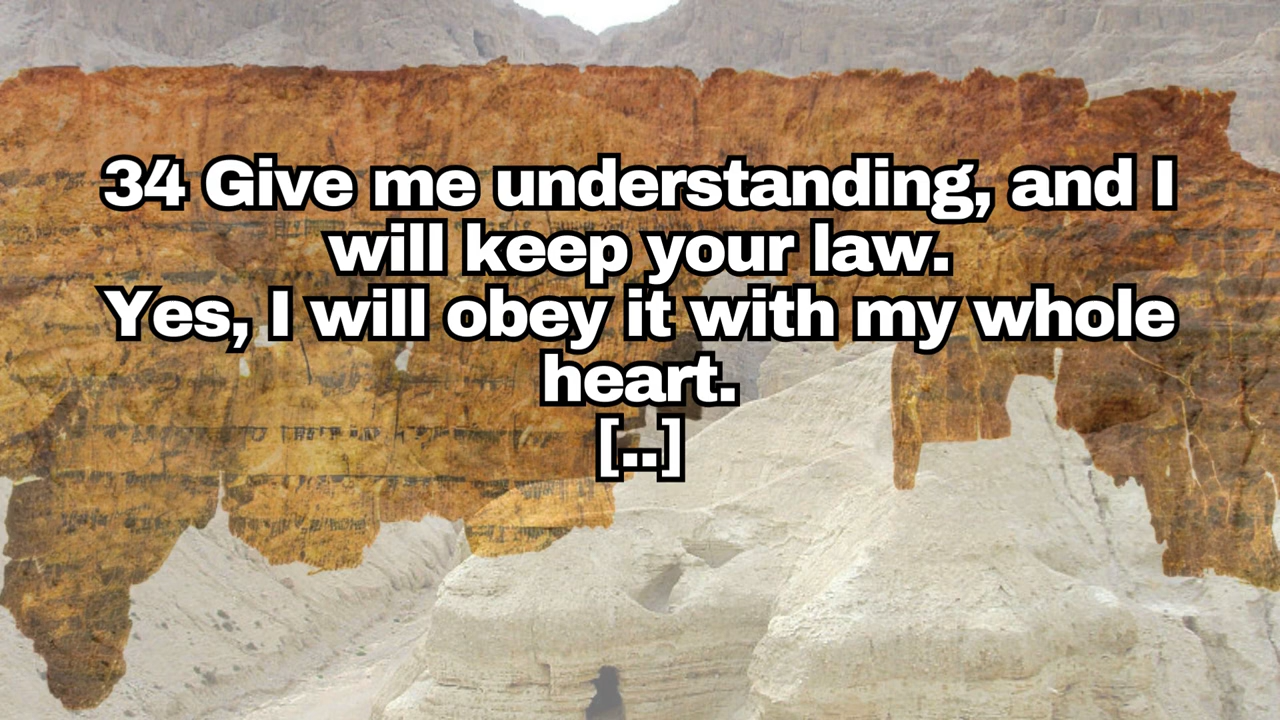 34 Give me understanding, and I
will keep your law.
Yes, I will obey it with my whole
heart.
[..]